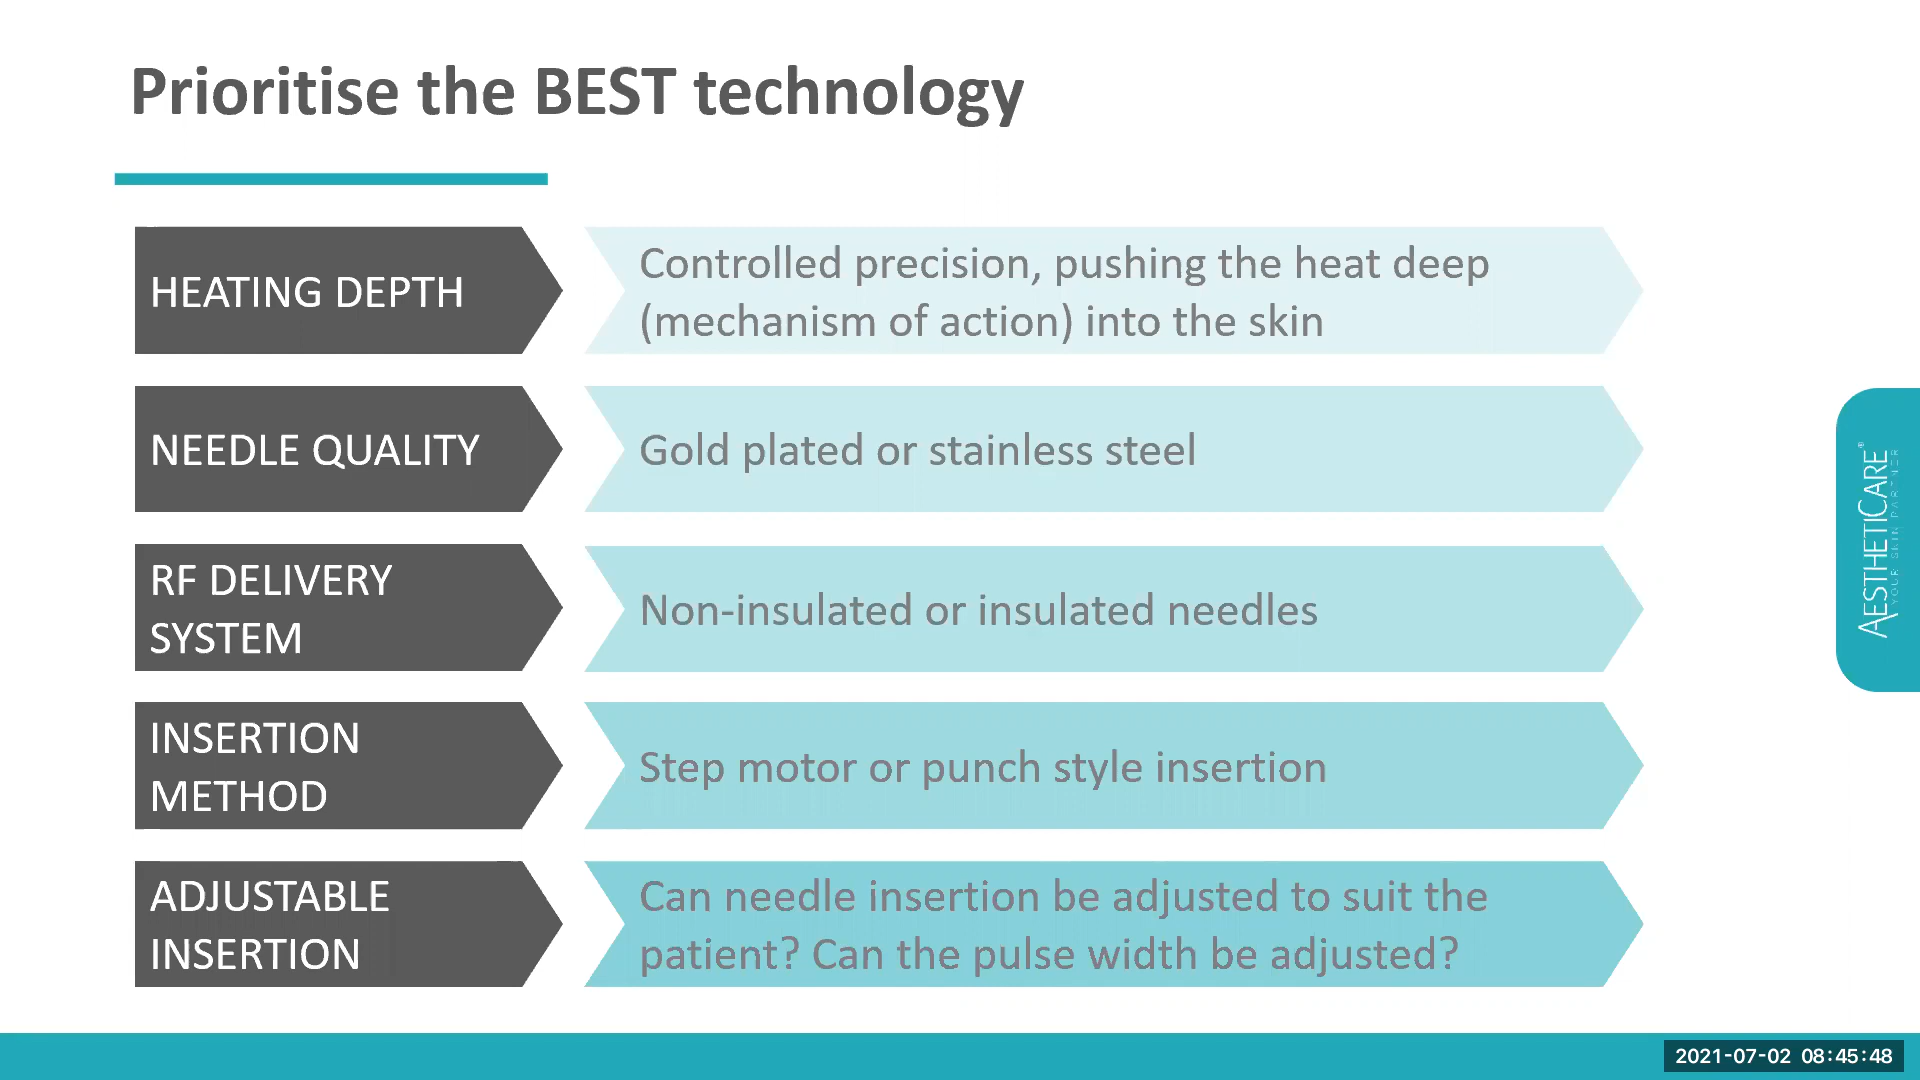 Prioritise the BEST technology
HEATING DEPTH
Controlled precision, pushing the heat deep
(mechanism of action) into the skin
NEEDLE QUALITY
Gold plated or stainless steel
RF DELIVERY
SYSTEM
Non-insulated or insulated needles
INSERTION
METHOD
Step motor or punch style insertion
ADJUSTABLE
INSERTION
Can needle insertion be adjusted to suit the
patient? Can the pulse width be adjusted?
AESTHETICARE®
YOUR SKIN PARTNER
2021-07-02 08:45:48